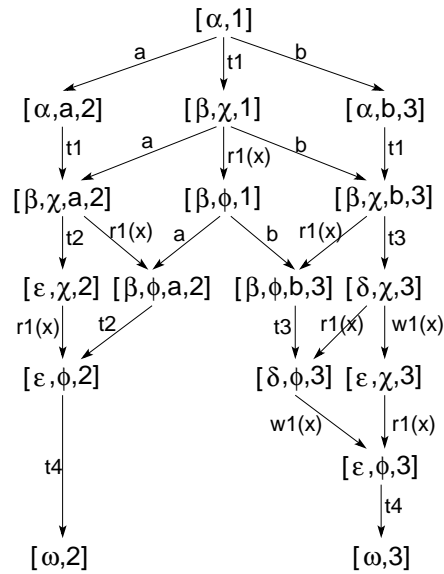 [α,1]
a t1 b
[α,a,2] [β,χ,1] [α,b,3]
t1 a r1(x) b t1
[β,χ,a,2] [β,ϕ,1] [β,χ,b,3]
t2 r1(x) a b r1(x) t3
[ε,χ,2] [β,ϕ,a,2] [β,ϕ,b,3] [δ,χ,3]
r1(x) t2 t3 r1(x) w1(x)
[ε,ϕ,2] [δ,ϕ,3] [ε,χ,3]
w1(x) r1(x)
[ε,ϕ,3]
t4 t4
[ω,2] [ω,3]